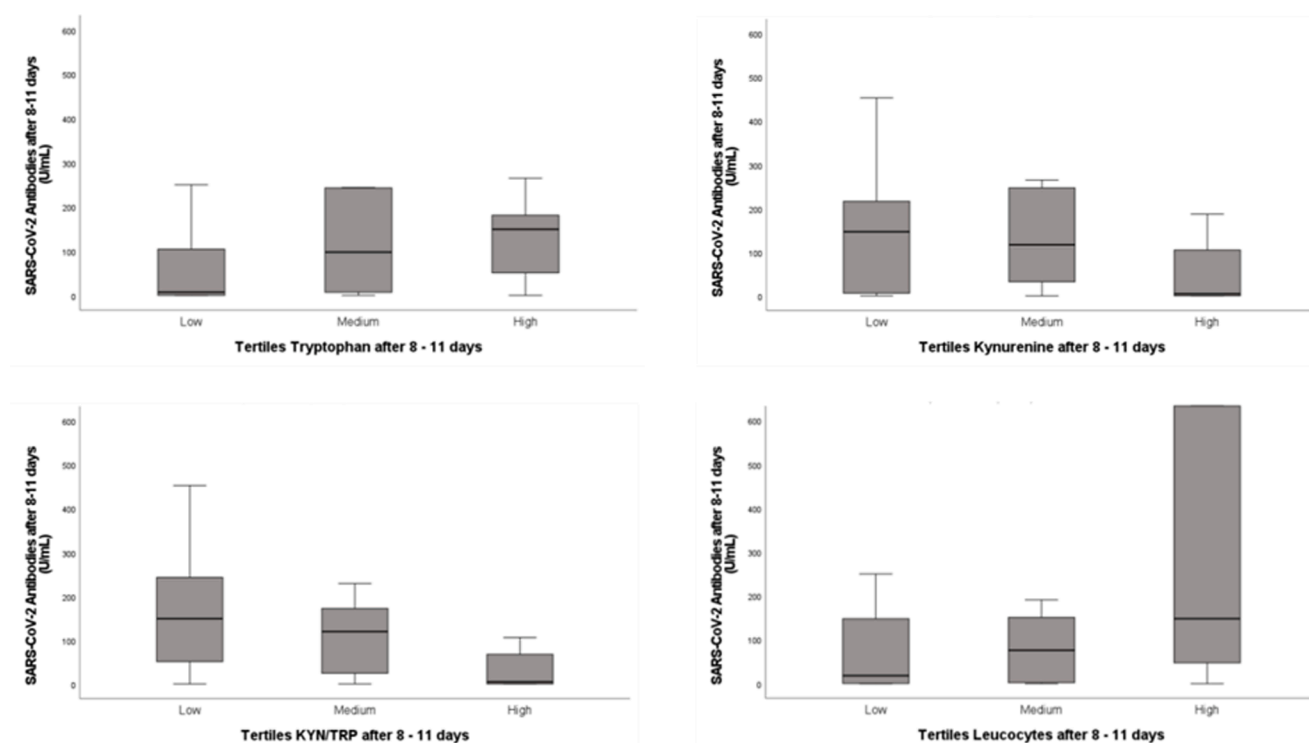 SARS-CoV-2 Antibodies after 8-11 days
(U/mL)
600
500
400
300
200
100
0
Low Medium High
Tertiles Tryptophan after 8 - 11 days
SARS-CoV-2 Antibodies after 8-11 days
(U/mL)
600
500
400
300
200
100
0
Low Medium High
Tertiles Kynurenine after 8 - 11 days
SARS-CoV-2 Antibodies after 8-11 days
(U/mL)
600
500
400
300
200
100
0
Low Medium High
Tertiles KYN/TRP after 8 - 11 days
SARS-CoV-2 Antibodies after 8-11 days
(U/mL)
600
500
400
300
200
100
0
Low Medium High
Tertiles Leucocytes after 8 - 11 days